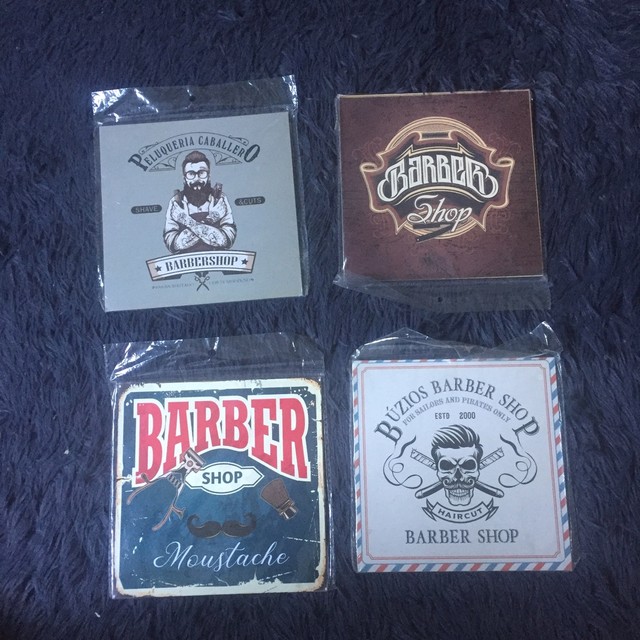 PELUQUERIA CABALLERO
SHAVE &CUTS
BARBERSHOP
BARBER
Shop
BARBER
SHOP
Moustache
BÚZIOS BARBER SHOP
FOR SAILORS AND PIRATES ONLY
ESTB 2000
HAIRCUT
BARBER SHOP